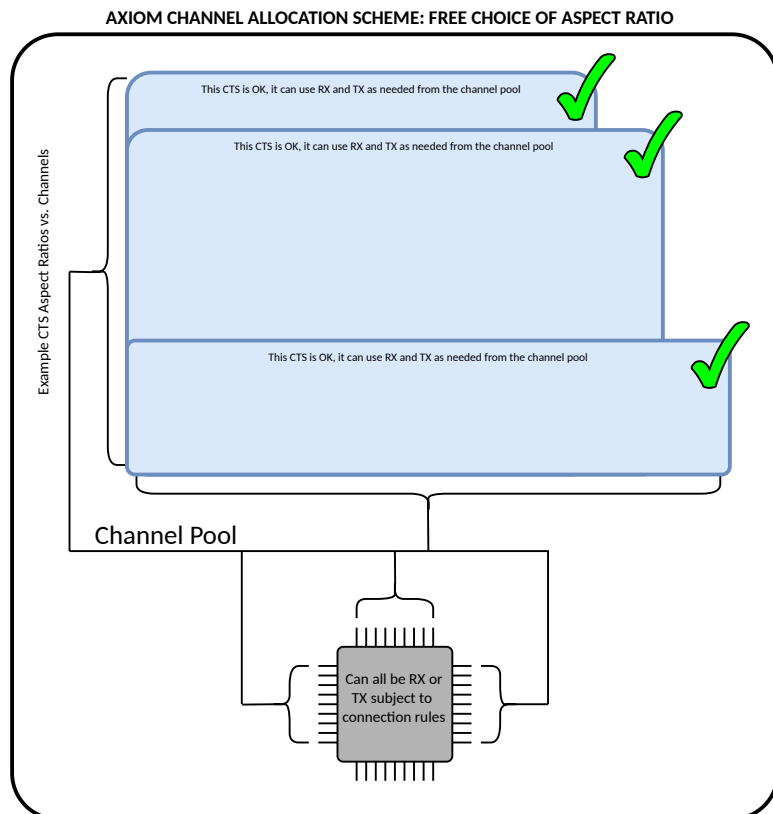 AXIOM CHANNEL ALLOCATION SCHEME: FREE CHOICE OF ASPECT RATIO
This CTS is OK, it can use RX and TX as needed from the channel pool
This CTS is OK, it can use RX and TX as needed from the channel pool
Example CTS Aspect Ratios vs. Channels
This CTS is OK, it can use RX and TX as needed from the channel pool
Channel Pool
Can all be RX or
TX subject to
connection rules